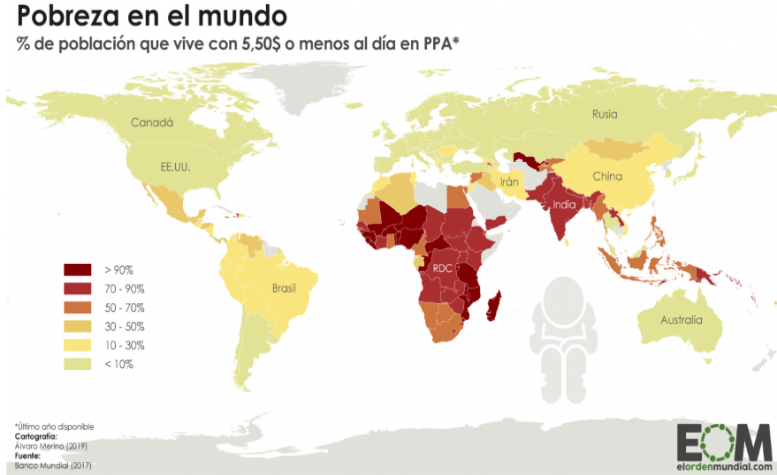 Pobreza en el mundo
% de población que vive con 5,50$ o menos al día en PPA*
Canadá
EE.UU.
Rusia
Irán
China
India
RDC
Brasil
Australia
> 90%
70 - 90%
50 - 70%
30 - 50%
10 - 30%
< 10%
*Último año disponible
Cartografía:
Álvaro Merino (2019)
Fuente:
Banco Mundial (2017)
EOM
elordenmundial.com